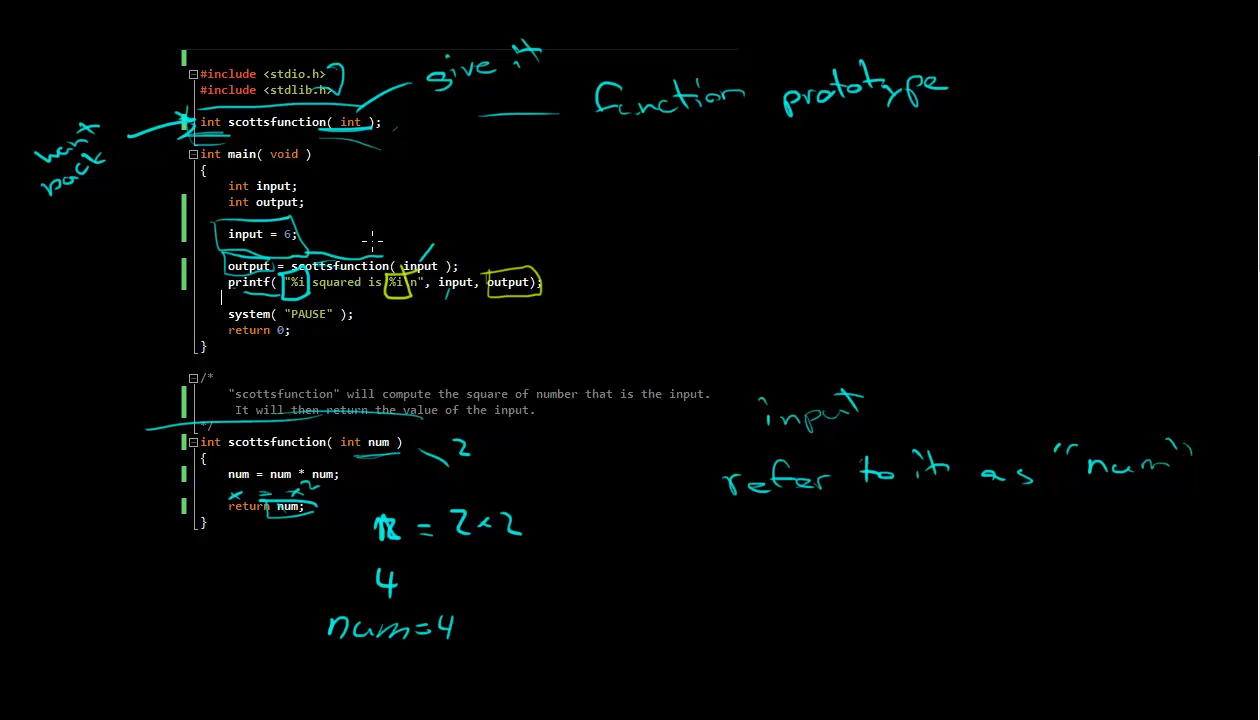 #include <stdio.h>
#include <stdlib.h>
give it
function prototype
int scottsfunction( int );
want back
int main( void )
{
int input;
int output;
input = 6;
output = scottsfunction( input );
printf( "%i squared is %i\n", input, output);
system( "PAUSE" );
return 0;
}
/*
"scottsfunction" will compute the square of number that is the input.
It will then return the value of the input.
*/
input
int scottsfunction( int num )
2
refer to it as "num"
{
num = num * num;
x = x²
return num;
}
= 2 × 2
4
num=4